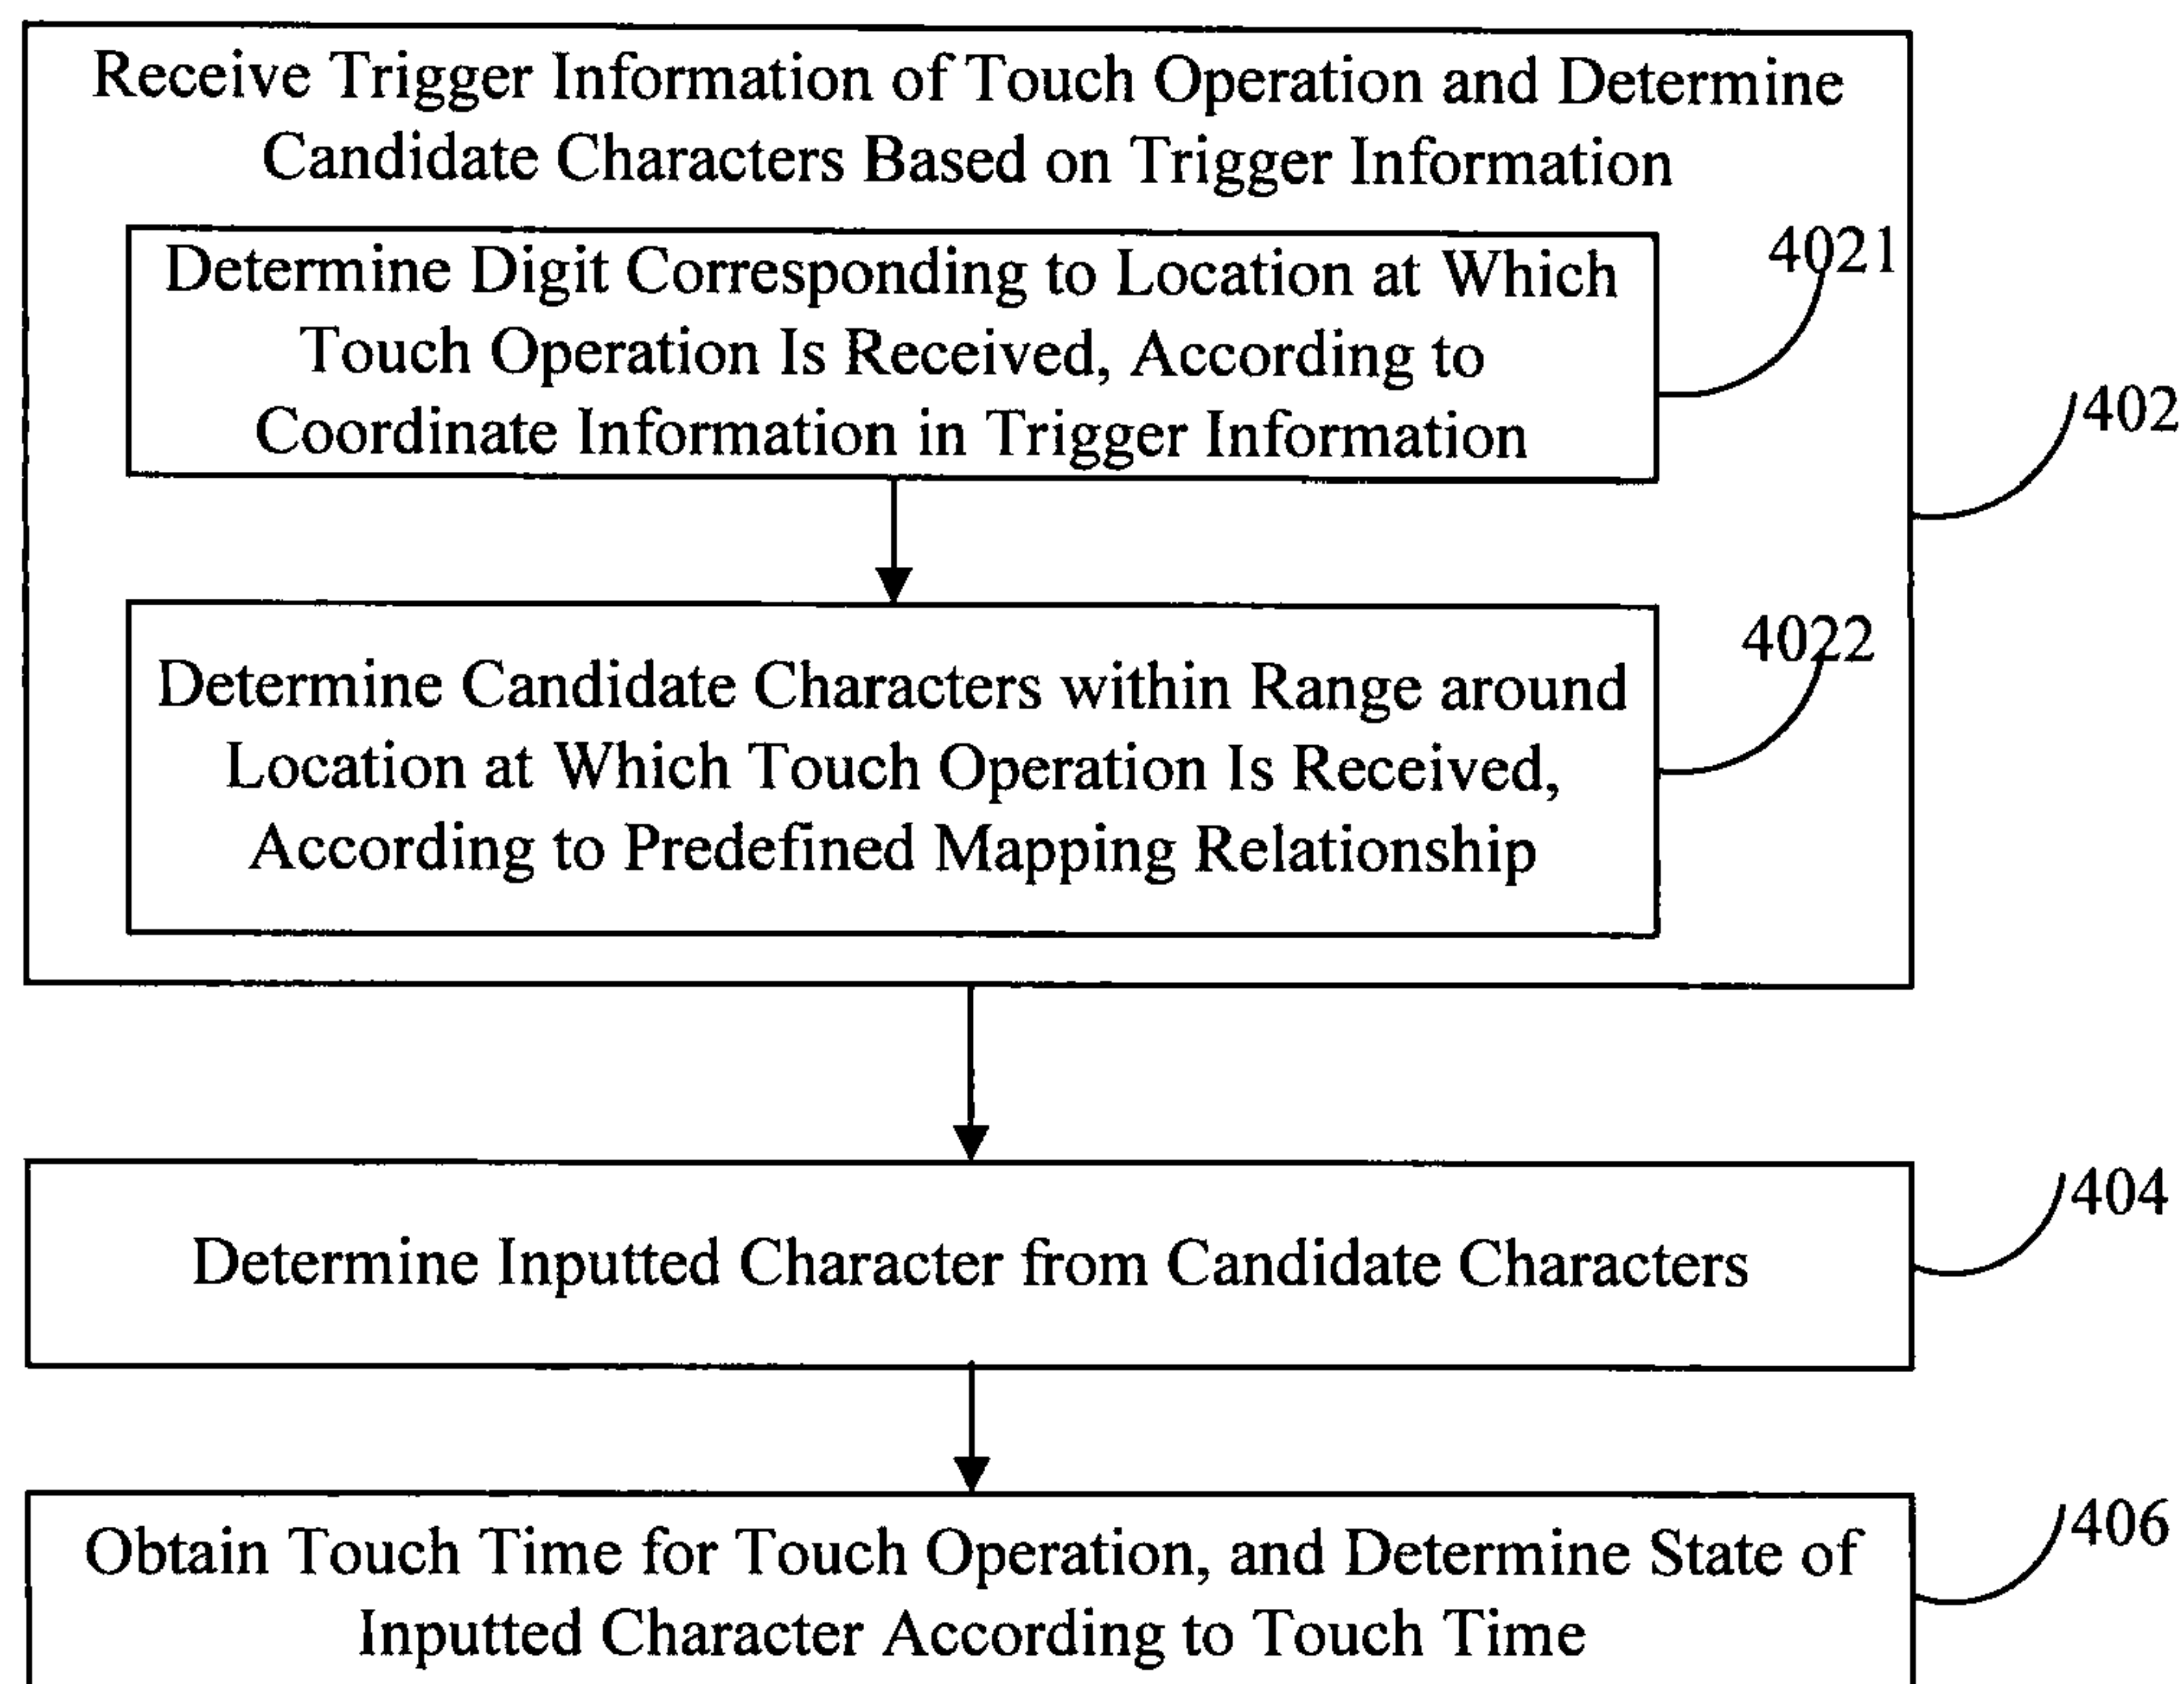 Receive Trigger Information of Touch Operation and Determine
Candidate Characters Based on Trigger Information
4021
Determine Digit Corresponding to Location at Which
Touch Operation Is Received, According to
Coordinate Information in Trigger Information
402
4022
Determine Candidate Characters within Range around
Location at Which Touch Operation Is Received,
According to Predefined Mapping Relationship
404
Determine Inputted Character from Candidate Characters
406
Obtain Touch Time for Touch Operation, and Determine State of
Inputted Character According to Touch Time